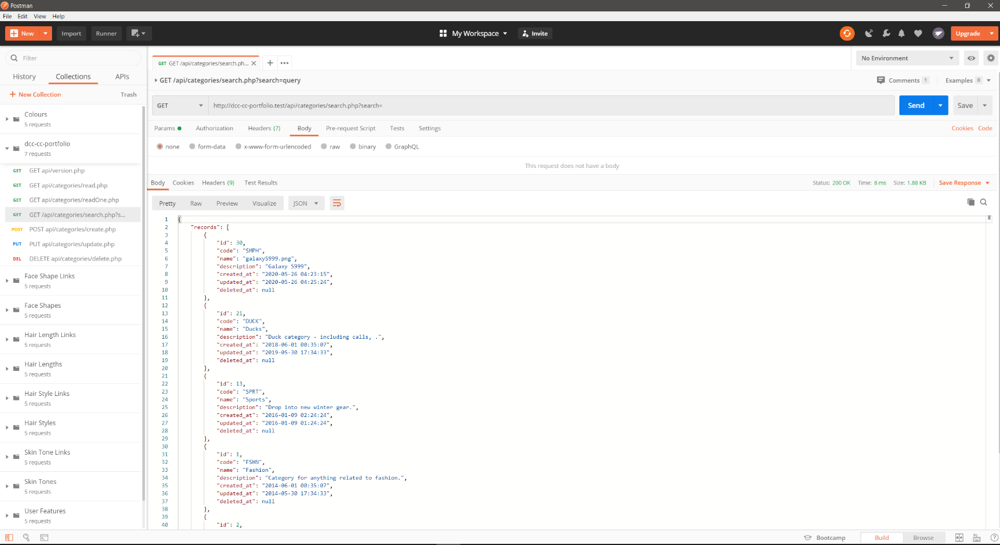 Postman
File Edit View Help
New Import Runner My Workspace Invite Upgrade
Filter
History Collections APIs
+ New Collection Trash
Colours
5 requests
dcc-cc-portfolio
7 requests
GET GET api/version.php
GET GET api/categories/read.php
GET GET api/categories/readOne.php
GET GET /api/categories/search.php?s...
POST POST api/categories/create.php
PUT PUT api/categories/update.php
DEL DELETE api/categories/delete.php
Face Shape Links
5 requests
Face Shapes
5 requests
Hair Length Links
5 requests
Hair Lengths
5 requests
Hair Style Links
5 requests
Hair Styles
5 requests
Skin Tone Links
5 requests
Skin Tones
5 requests
User Features
5 requests
GET GET /api/categories/search.ph... No Environment
GET /api/categories/search.php?search=query Comments 1 Examples 0
GET http://dcc-cc-portfolio.test/api/categories/search.php?search= Send Save
Params Authorization Headers (7) Body Pre-request Script Tests Settings Cookies Code
none form-data x-www-form-urlencoded raw binary GraphQL
This request does not have a body
Body Cookies Headers (9) Test Results Status: 200 OK Time: 8 ms Size: 1.88 KB Save Response
Pretty Raw Preview Visualize JSON
1 {
2 "records": [
3 {
4 "id": 30,
5 "code": "SMPH",
6 "name": "galaxyS999.png",
7 "description": "Galaxy S999",
8 "created_at": "2020-05-26 04:23:15",
9 "updated_at": "2020-05-26 04:25:24",
10 "deleted_at": null
11 },
12 {
13 "id": 21,
14 "code": "DUCK",
15 "name": "Ducks",
16 "description": "Duck category - including calls, .",
17 "created_at": "2018-06-01 00:35:07",
18 "updated_at": "2019-05-30 17:34:33",
19 "deleted_at": null
20 },
21 {
22 "id": 13,
23 "code": "SPRT",
24 "name": "Sports",
25 "description": "Drop into new winter gear.",
26 "created_at": "2016-01-09 02:24:24",
27 "updated_at": "2016-01-09 01:24:24",
28 "deleted_at": null
29 },
30 {
31 "id": 1,
32 "code": "FSHN",
33 "name": "Fashion",
34 "description": "Category for anything related to fashion.",
35 "created_at": "2014-06-01 00:35:07",
36 "updated_at": "2014-05-30 17:34:33",
37 "deleted_at": null
38 },
39 {
40 "id": 2,
Bootcamp Build Browse